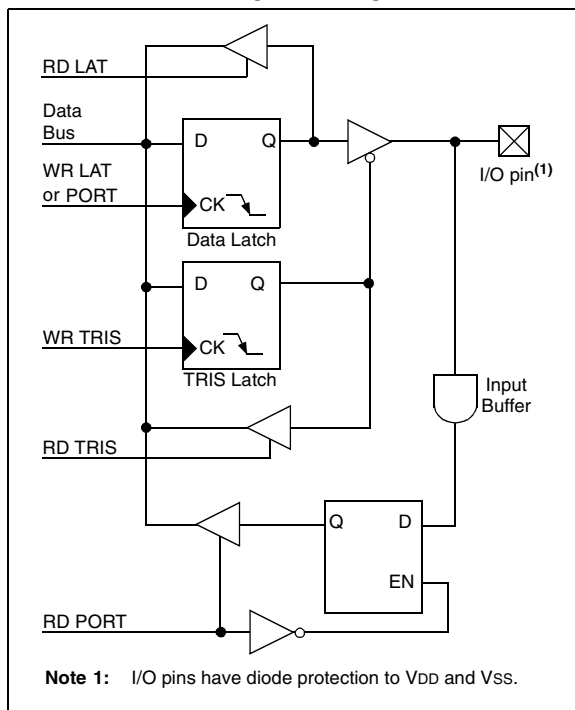 RD LAT
Data
Bus
D
Q
WR LAT
or PORT
CK
Data Latch
I/O pin(1)
D
Q
WR TRIS
CK
TRIS Latch
Input
Buffer
RD TRIS
Q
D
EN
RD PORT
Note 1: I/O pins have diode protection to VDD and VSS.